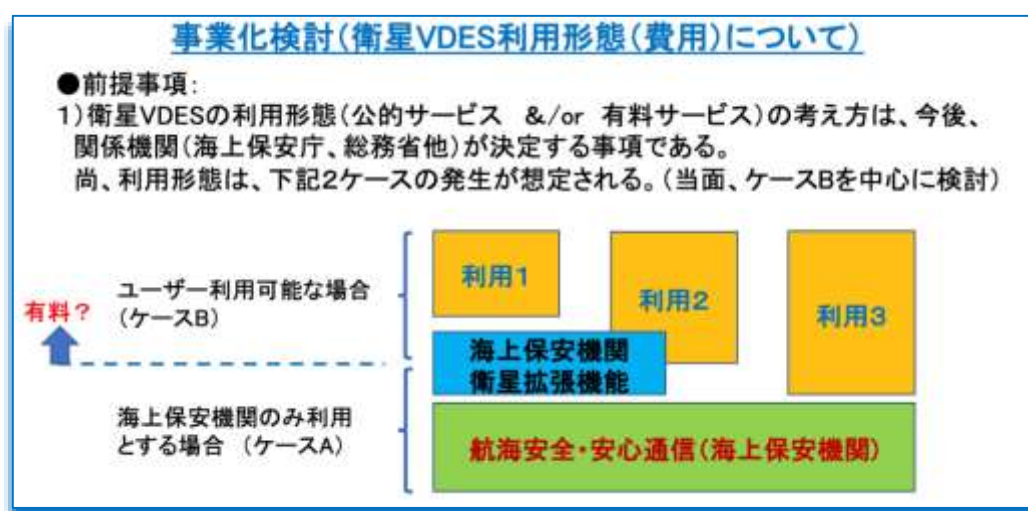 事業化検討(衛星VDES利用形態(費用)について)
●前提事項:
1)衛星VDESの利用形態(公的サービス &/or 有料サービス)の考え方は、今後、
関係機関(海上保安庁、総務省他)が決定する事項である。
尚、利用形態は、下記2ケースの発生が想定される。(当面、ケースBを中心に検討)
ユーザー利用可能な場合
(ケースB)
有料?
利用1
利用2
利用3
海上保安機関
衛星拡張機能
海上保安機関のみ利用
とする場合 (ケースA)
航海安全・安心通信(海上保安機関)